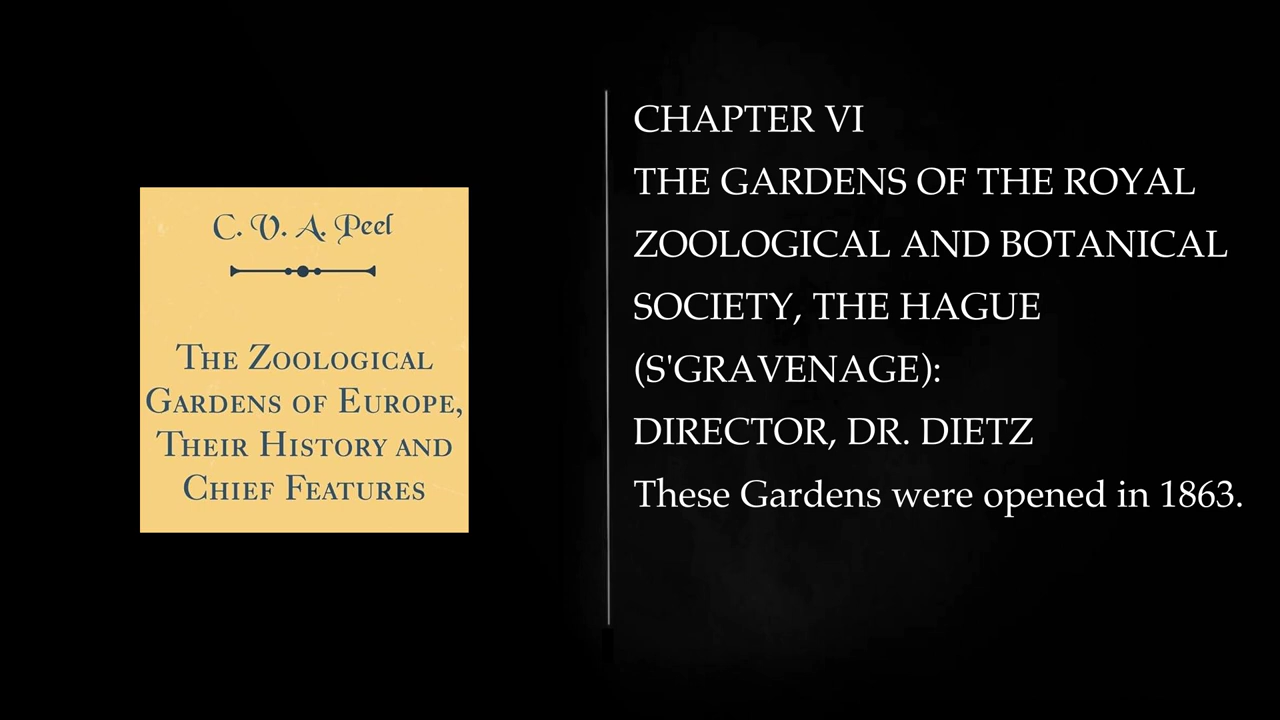 C. V. A. Peel
The Zoological
Gardens of Europe,
Their History and
Chief Features
CHAPTER VI
THE GARDENS OF THE ROYAL
ZOOLOGICAL AND BOTANICAL
SOCIETY, THE HAGUE
(S'GRAVENAGE):
DIRECTOR, DR. DIETZ
These Gardens were opened in 1863.